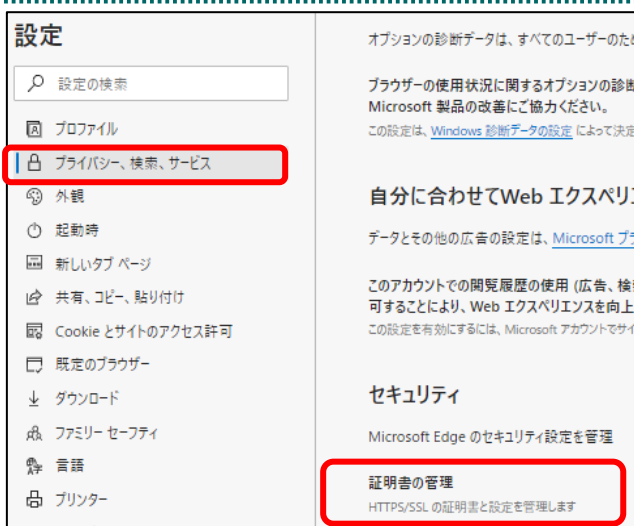 設定
設定の検索
プロファイル
プライバシー、検索、サービス
外観
起動時
新しいタブ ページ
共有、コピー、貼り付け
Cookie とサイトのアクセス許可
既定のブラウザー
ダウンロード
ファミリー セーフティ
言語
プリンター
オプションの診断データは、すべてのユーザーのため
ブラウザーの使用状況に関するオプションの診断
Microsoft 製品の改善にご協力ください。
この設定は、Windows 診断データの設定 によって決定
自分に合わせてWeb エクスペリ
データとその他の広告の設定は、Microsoft プラ
このアカウントでの閲覧履歴の使用 (広告、検
可することにより、Web エクスペリエンスを向上
この設定を有効にするには、Microsoft アカウントでサイ
セキュリティ
Microsoft Edge のセキュリティ設定を管理
証明書の管理
HTTPS/SSL の証明書と設定を管理します